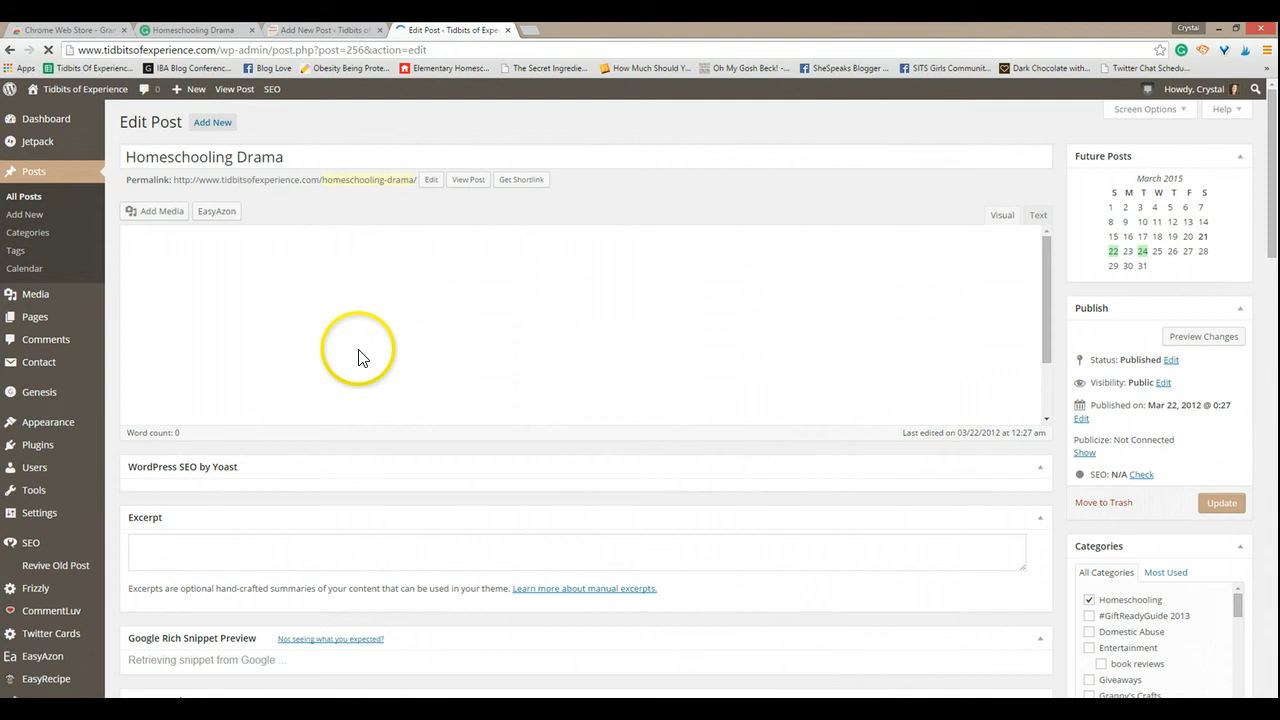 Chrome Web Store - Gra
Homeschooling Drama
Add New Post ‹ Tidbits of
Edit Post ‹ Tidbits of Exp
Crystal
www.tidbitsofexperience.com/wp-admin/post.php?post=256&action=edit
Apps
Tidbits Of Experienc...
IBA Blog Conferenc...
Blog Love
Obesity Being Prote...
Elementary Homesc...
The Secret Ingredie...
How Much Should Y...
Oh My Gosh Beck! -...
SheSpeaks Blogger ...
SITS Girls Communit...
Dark Chocolate with...
Twitter Chat Schedu...
»
Tidbits of Experience
0
New
View Post
SEO
Howdy, Crystal
Dashboard
Jetpack
Posts
All Posts
Add New
Categories
Tags
Calendar
Media
Pages
Comments
Contact
Genesis
Appearance
Plugins
Users
Tools
Settings
SEO
Revive Old Post
Frizzly
CommentLuv
Twitter Cards
Ea EasyAzon
EasyRecipe
Screen Options
Help
Edit Post
Add New
Homeschooling Drama
Permalink: http://www.tidbitsofexperience.com/homeschooling-drama/
Edit
View Post
Get Shortlink
Add Media
EasyAzon
Visual
Text
Word count: 0
Last edited on 03/22/2012 at 12:27 am
WordPress SEO by Yoast
Excerpt
Excerpts are optional hand-crafted summaries of your content that can be used in your theme. Learn more about manual excerpts.
Google Rich Snippet Preview
Not seeing what you expected?
Retrieving snippet from Google ...
Future Posts
March 2015
S M T W T F S
1 2 3 4 5 6 7
8 9 10 11 12 13 14
15 16 17 18 19 20 21
22 23 24 25 26 27 28
29 30 31
Publish
Preview Changes
Status: Published Edit
Visibility: Public Edit
Published on: Mar 22, 2012 @ 0:27
Edit
Publicize: Not Connected
Show
SEO: N/A Check
Move to Trash
Update
Categories
All Categories
Most Used
Homeschooling
#GiftReadyGuide 2013
Domestic Abuse
Entertainment
book reviews
Giveaways
Granny's Crafts